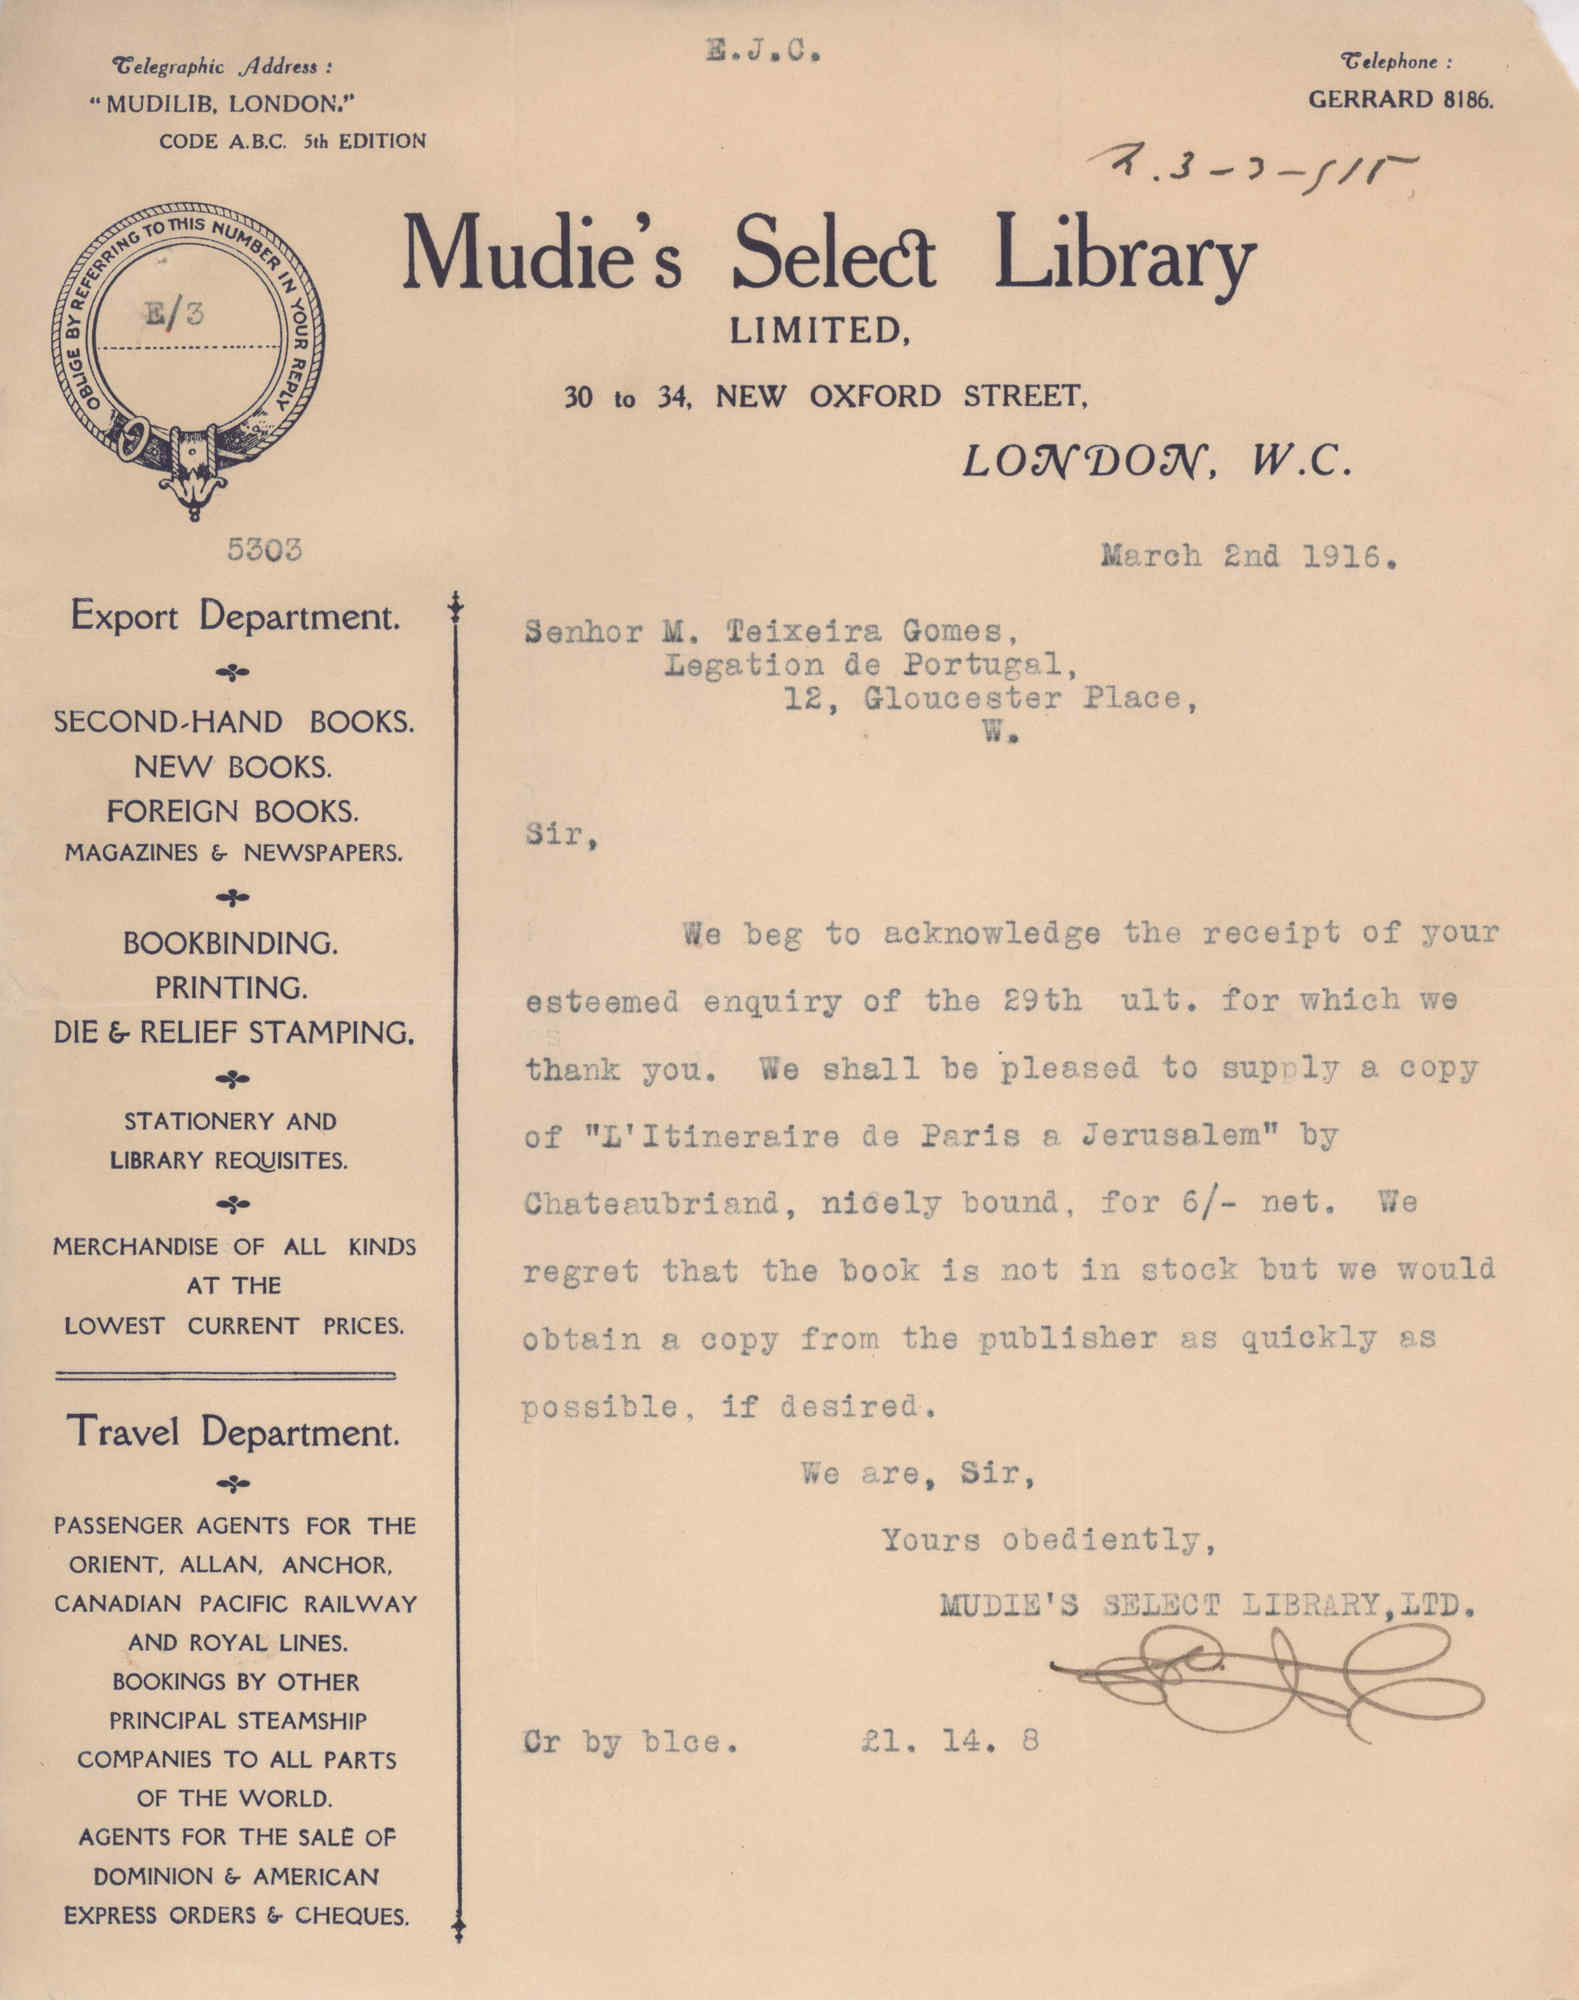 E.J.C.
Telegraphic Address :
"MUDILIB, LONDON."
CODE A.B.C. 5th EDITION
Telephone :
GERRARD 8186.
OBLIGE BY REFERRING TO THIS NUMBER IN YOUR REPLY
E/3
5303
Mudie's Select Library
LIMITED,
30 to 34, NEW OXFORD STREET,
LONDON, W.C.
March 2nd 1916.
Export Department.
SECOND-HAND BOOKS.
NEW BOOKS.
FOREIGN BOOKS.
MAGAZINES & NEWSPAPERS.
BOOKBINDING.
PRINTING.
DIE & RELIEF STAMPING.
STATIONERY AND
LIBRARY REQUISITES.
MERCHANDISE OF ALL KINDS
AT THE
LOWEST CURRENT PRICES.
Travel Department.
PASSENGER AGENTS FOR THE
ORIENT, ALLAN, ANCHOR,
CANADIAN PACIFIC RAILWAY
AND ROYAL LINES.
BOOKINGS BY OTHER
PRINCIPAL STEAMSHIP
COMPANIES TO ALL PARTS
OF THE WORLD.
AGENTS FOR THE SALE OF
DOMINION & AMERICAN
EXPRESS ORDERS & CHEQUES.
Senhor M. Teixeira Gomes,
Legation de Portugal,
12, Gloucester Place,
W.
Sir,
We beg to acknowledge the receipt of your
esteemed enquiry of the 29th ult. for which we
thank you. We shall be pleased to supply a copy
of "L'Itineraire de Paris a Jerusalem" by
Chateaubriand, nicely bound, for 6/- net. We
regret that the book is not in stock but we would
obtain a copy from the publisher as quickly as
possible, if desired.
We are, Sir,
Yours obediently,
MUDIE'S SELECT LIBRARY,LTD.
Cr by blce. £1. 14. 8